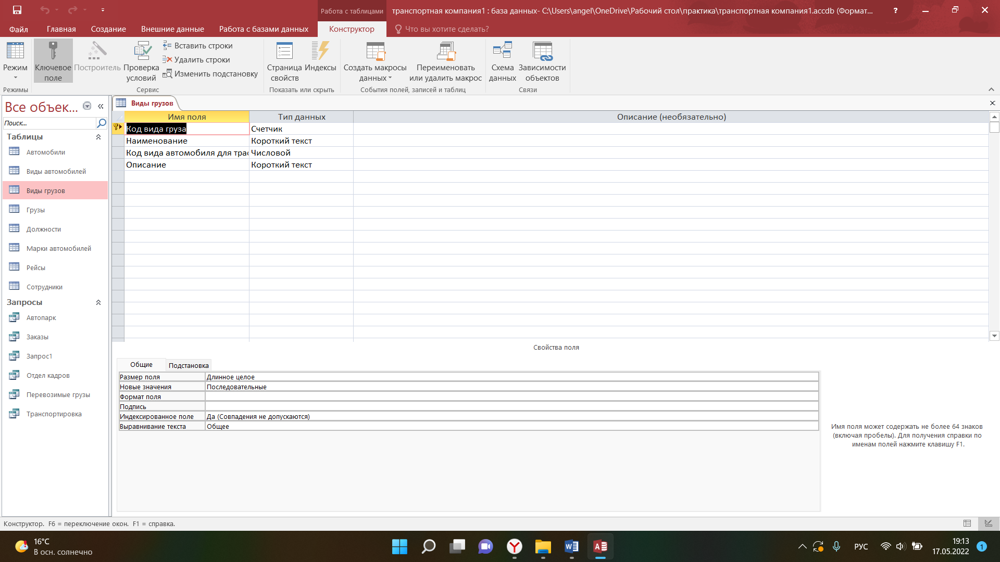 Работа с таблицами
транспортная компания1 : база данных- C:\Users\angel\OneDrive\Рабочий стол\практика\транспортная компания1.accdb (Формат...
?
Файл Главная Создание Внешние данные Работа с базами данных Конструктор Что вы хотите сделать?
Режим
Ключевое поле
Построитель
Проверка условий
Вставить строки
Удалить строки
Изменить подстановку
Страница свойств
Индексы
Создать макросы данных
Переименовать или удалить макрос
Схема данных
Зависимости объектов
Режимы
Сервис
Показать или скрыть
События полей, записей и таблиц
Связи
Все объек...
Поиск...
Таблицы
Автомобили
Виды автомобилей
Виды грузов
Грузы
Должности
Марки автомобилей
Рейсы
Сотрудники
Запросы
Автопарк
Заказы
Запрос1
Отдел кадров
Перевозимые грузы
Транспортировка
Виды грузов
Имя поля Тип данных Описание (необязательно)
Код вида груза Счетчик
Наименование Короткий текст
Код вида автомобиля для трас Числовой
Описание Короткий текст
Свойства поля
Общие Подстановка
Размер поля Длинное целое
Новые значения Последовательные
Формат поля
Подпись
Индексированное поле Да (Совпадения не допускаются)
Выравнивание текста Общее
Имя поля может содержать не более 64 знаков
(включая пробелы). Для получения справки по
именам полей нажмите клавишу F1.
Конструктор. F6 = переключение окон. F1 = справка.
16°C
В осн. солнечно
РУС
19:13
17.05.2022
1